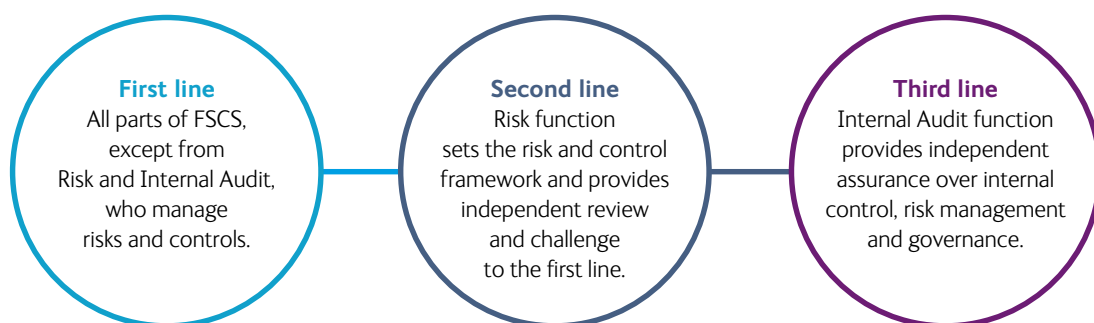 First line
All parts of FSCS,
except from
Risk and Internal Audit,
who manage
risks and controls.
Second line
Risk function
sets the risk and control
framework and provides
independent review
and challenge
to the first line.
Third line
Internal Audit function
provides independent
assurance over internal
control, risk management
and governance.